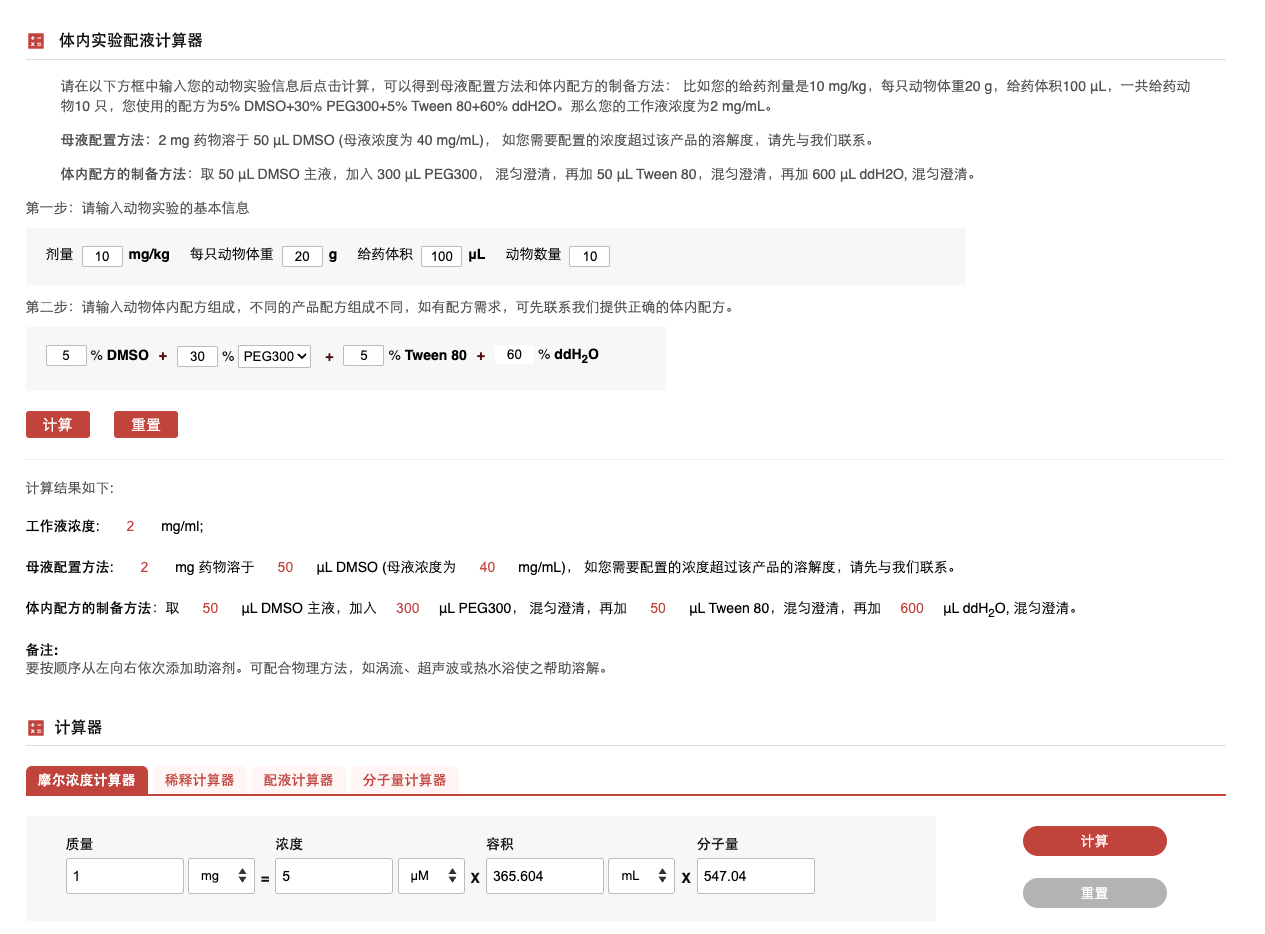 体内实验配液计算器
请在以下方框中输入您的动物实验信息后点击计算，可以得到母液配置方法和体内配方的制备方法： 比如您的给药剂量是10 mg/kg，每只动物体重20 g，给药体积100 μL，一共给药动
物10 只，您使用的配方为5% DMSO+30% PEG300+5% Tween 80+60% ddH2O。那么您的工作液浓度为2 mg/mL。
母液配置方法：2 mg 药物溶于 50 μL DMSO (母液浓度为 40 mg/mL)， 如您需要配置的浓度超过该产品的溶解度，请先与我们联系。
体内配方的制备方法：取 50 μL DMSO 主液，加入 300 μL PEG300， 混匀澄清，再加 50 μL Tween 80，混匀澄清，再加 600 μL ddH2O, 混匀澄清。
第一步：请输入动物实验的基本信息
剂量 10 mg/kg 每只动物体重 20 g 给药体积 100 μL 动物数量 10
第二步：请输入动物体内配方组成，不同的产品配方组成不同，如有配方需求，可先联系我们提供正确的体内配方。
5 % DMSO + 30 % PEG300 + 5 % Tween 80 + 60 % ddH2O
计算 重置
计算结果如下:
工作液浓度: 2 mg/ml;
母液配置方法: 2 mg 药物溶于 50 μL DMSO (母液浓度为 40 mg/mL)， 如您需要配置的浓度超过该产品的溶解度，请先与我们联系。
体内配方的制备方法：取 50 μL DMSO 主液，加入 300 μL PEG300， 混匀澄清，再加 50 μL Tween 80，混匀澄清，再加 600 μL ddH2O, 混匀澄清。
备注:
要按顺序从左向右依次添加助溶剂。可配合物理方法，如涡流、超声波或热水浴使之帮助溶解。
计算器
摩尔浓度计算器 稀释计算器 配液计算器 分子量计算器
质量 浓度 容积 分子量 计算
1 mg = 5 μM X 365.604 mL X 547.04
重置